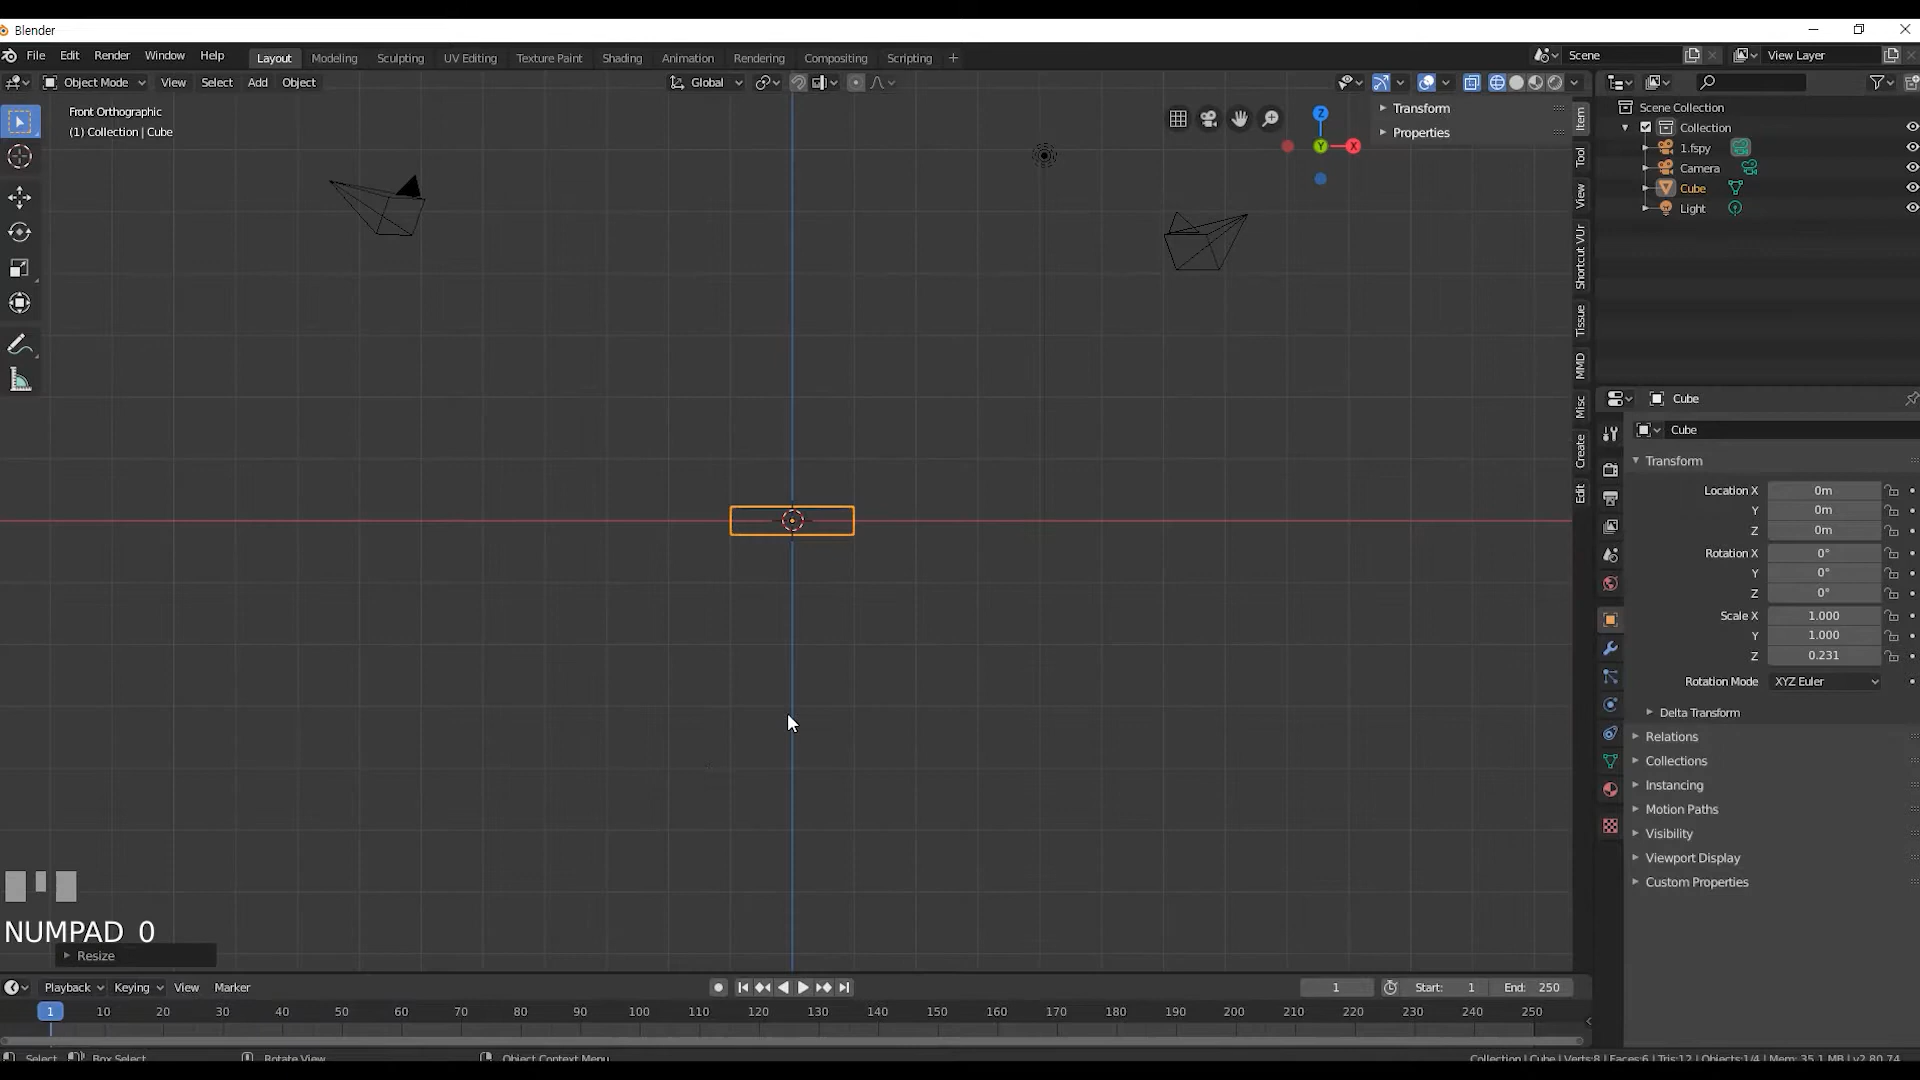 Blender
File Edit Render Window Help Layout Modeling Sculpting UV Editing Texture Paint Shading Animation Rendering Compositing Scripting + Scene View Layer
Object Mode View Select Add Object Global
Front Orthographic
(1) Collection | Cube
Z
Y
X
Transform
Properties
Item
Tool
View
Shortcut VUr
Tissue
MMD
Misc
Create
Edit
Scene Collection
Collection
1.fspy
Camera
Cube
Light
Cube
Cube
Transform
Location X 0m
Y 0m
Z 0m
Rotation X 0°
Y 0°
Z 0°
Scale X 1.000
Y 1.000
Z 0.231
Rotation Mode XYZ Euler
Delta Transform
Relations
Collections
Instancing
Motion Paths
Visibility
Viewport Display
Custom Properties
NUMPAD 0
Resize
Playback Keying View Marker 1 Start: 1 End: 250
1 10 20 30 40 50 60 70 80 90 100 110 120 130 140 150 160 170 180 190 200 210 220 230 240 250
Select Box Select Rotate View Object Context Menu Collection | Cube | Verts:8 | Faces:6 | Tris:12 | Objects:1/4 | Mem: 35.1 MB | v2.80.74